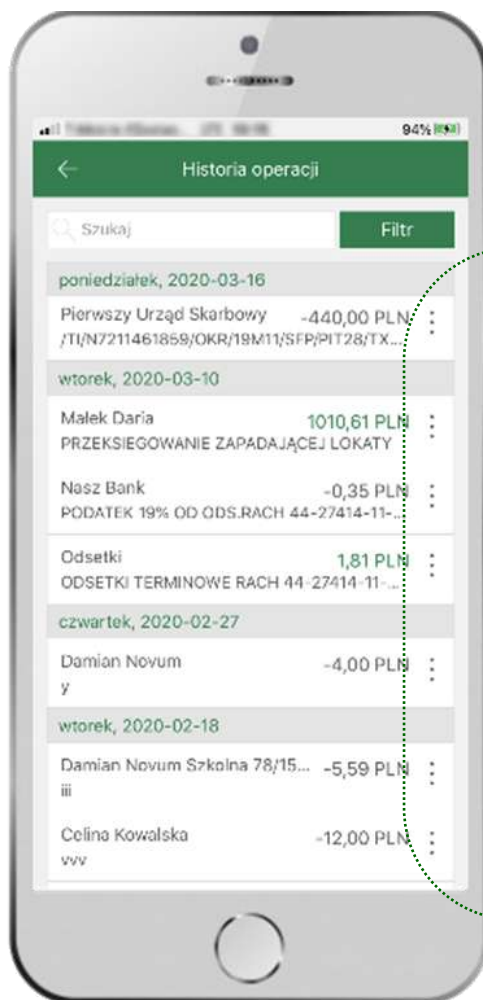 94%
Historia operacji
Szukaj Filtr
poniedziałek, 2020-03-16
Pierwszy Urząd Skarbowy -440,00 PLN
/TI/N7211461859/OKR/19M11/SFP/PIT28/TX...
wtorek, 2020-03-10
Małek Daria 1010,61 PLN
PRZEKSIEGOWANIE ZAPADAJĄCEJ LOKATY
Nasz Bank -0,35 PLN
PODATEK 19% OD ODS.RACH 44-27414-11-...
Odsetki 1,81 PLN
ODSETKI TERMINOWE RACH 44-27414-11-...
czwartek, 2020-02-27
Damian Novum -4,00 PLN
y
wtorek, 2020-02-18
Damian Novum Szkolna 78/15... -5,59 PLN
iii
Celina Kowalska -12,00 PLN
vvv